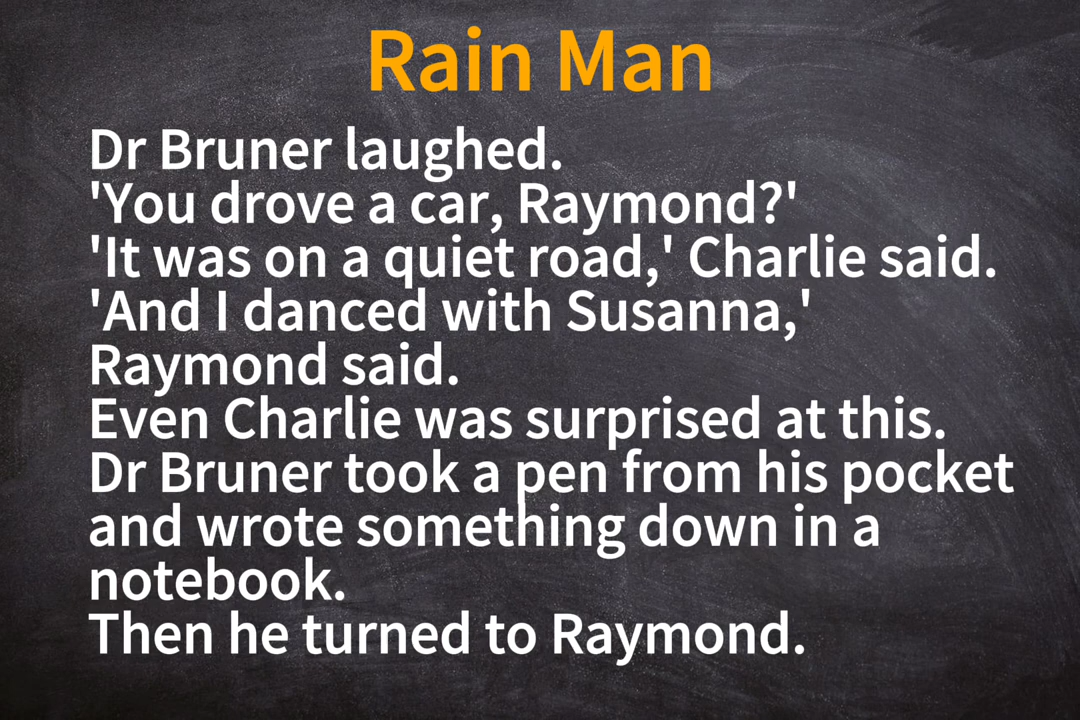 Rain Man
Dr Bruner laughed.
'You drove a car, Raymond?'
'It was on a quiet road,' Charlie said.
'And I danced with Susanna,'
Raymond said.
Even Charlie was surprised at this.
Dr Bruner took a pen from his pocket
and wrote something down in a
notebook.
Then he turned to Raymond.